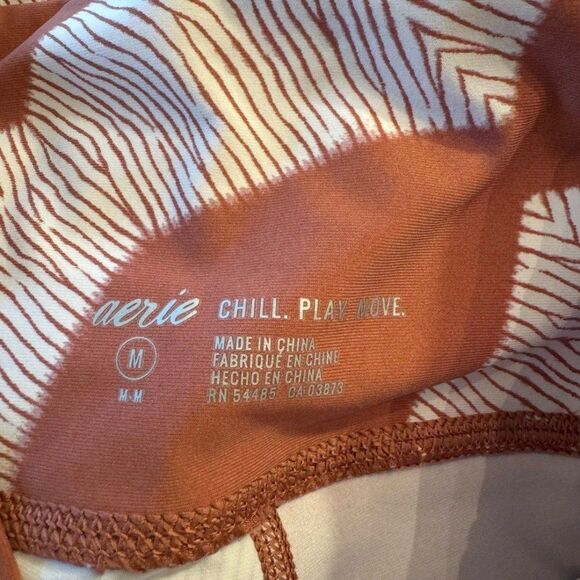 aerie CHILL. PLAY. MOVE.
M
M-M
MADE IN CHINA
FABRIQUÉ EN CHINE
HECHO EN CHINA
RN 54485 CA 03873